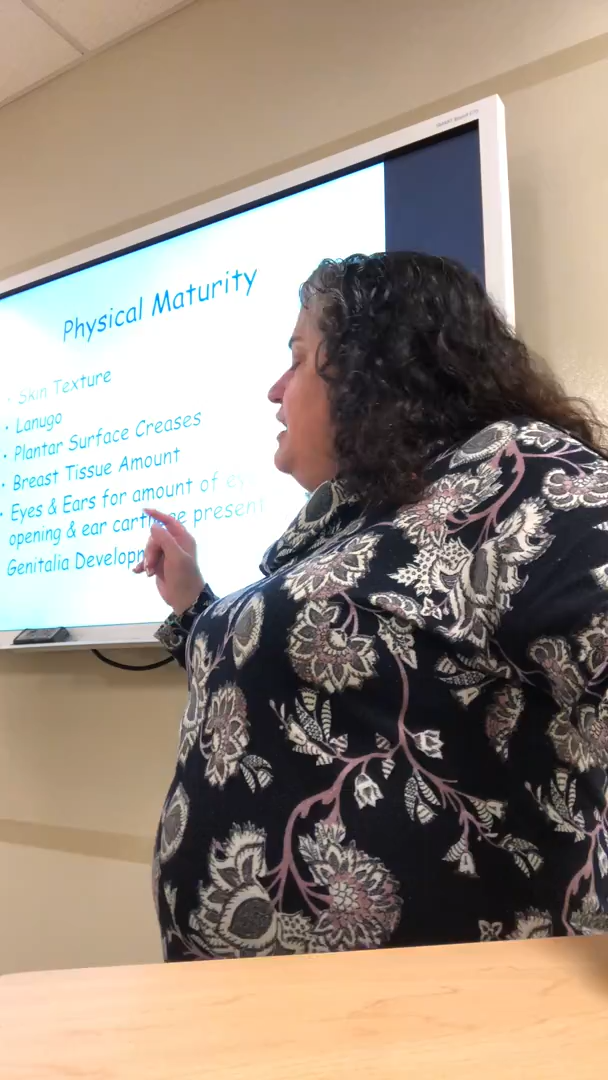 Physical Maturity
· Skin Texture
· Lanugo
· Plantar Surface Creases
· Breast Tissue Amount
· Eyes & Ears for amount of
opening & ear present
Genitalia